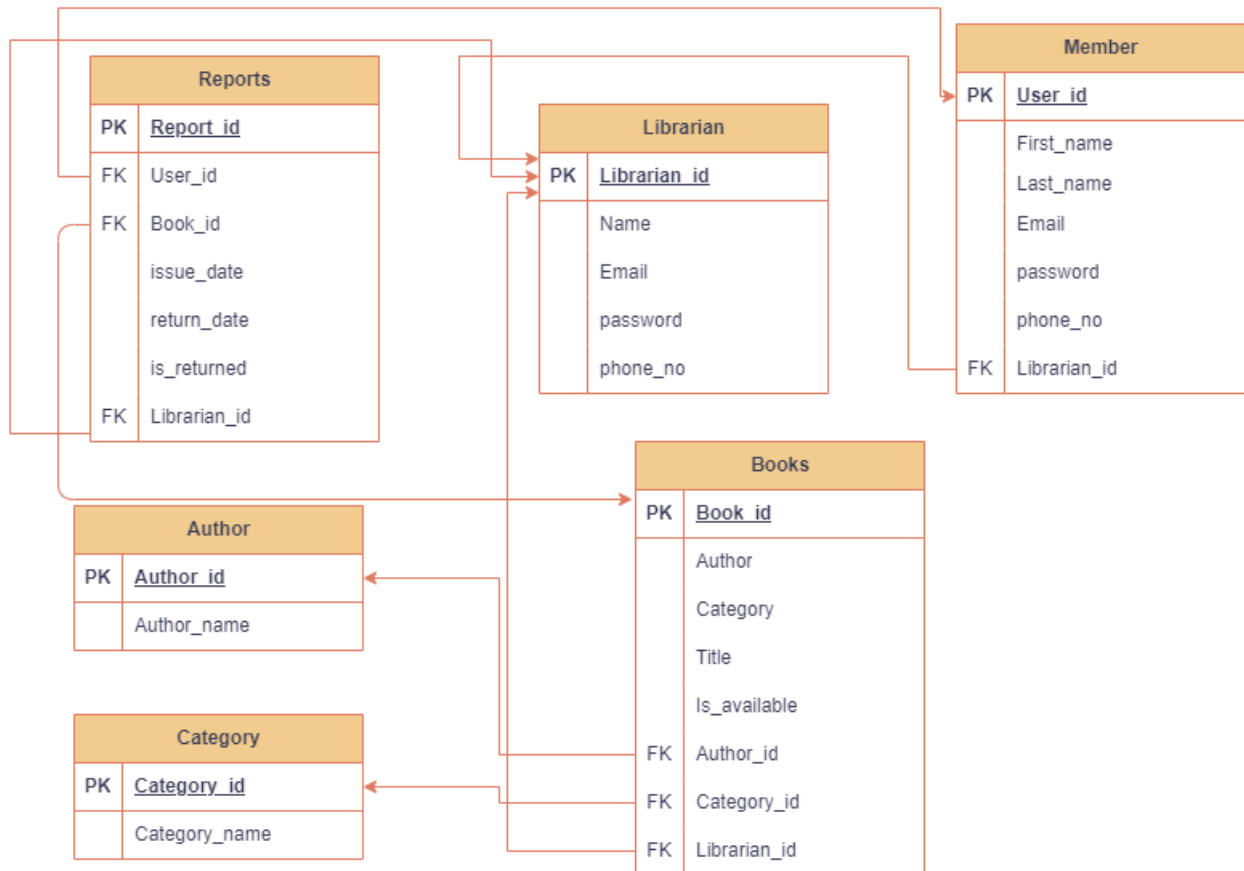 Reports
PK Report_id
FK User_id
FK Book_id
issue_date
return_date
is_returned
FK Librarian_id
Librarian
PK Librarian_id
Name
Email
password
phone_no
Member
PK User_id
First_name
Last_name
Email
password
phone_no
FK Librarian_id
Author
PK Author_id
Author_name
Category
PK Category_id
Category_name
Books
PK Book_id
Author
Category
Title
Is_available
FK Author_id
FK Category_id
FK Librarian_id